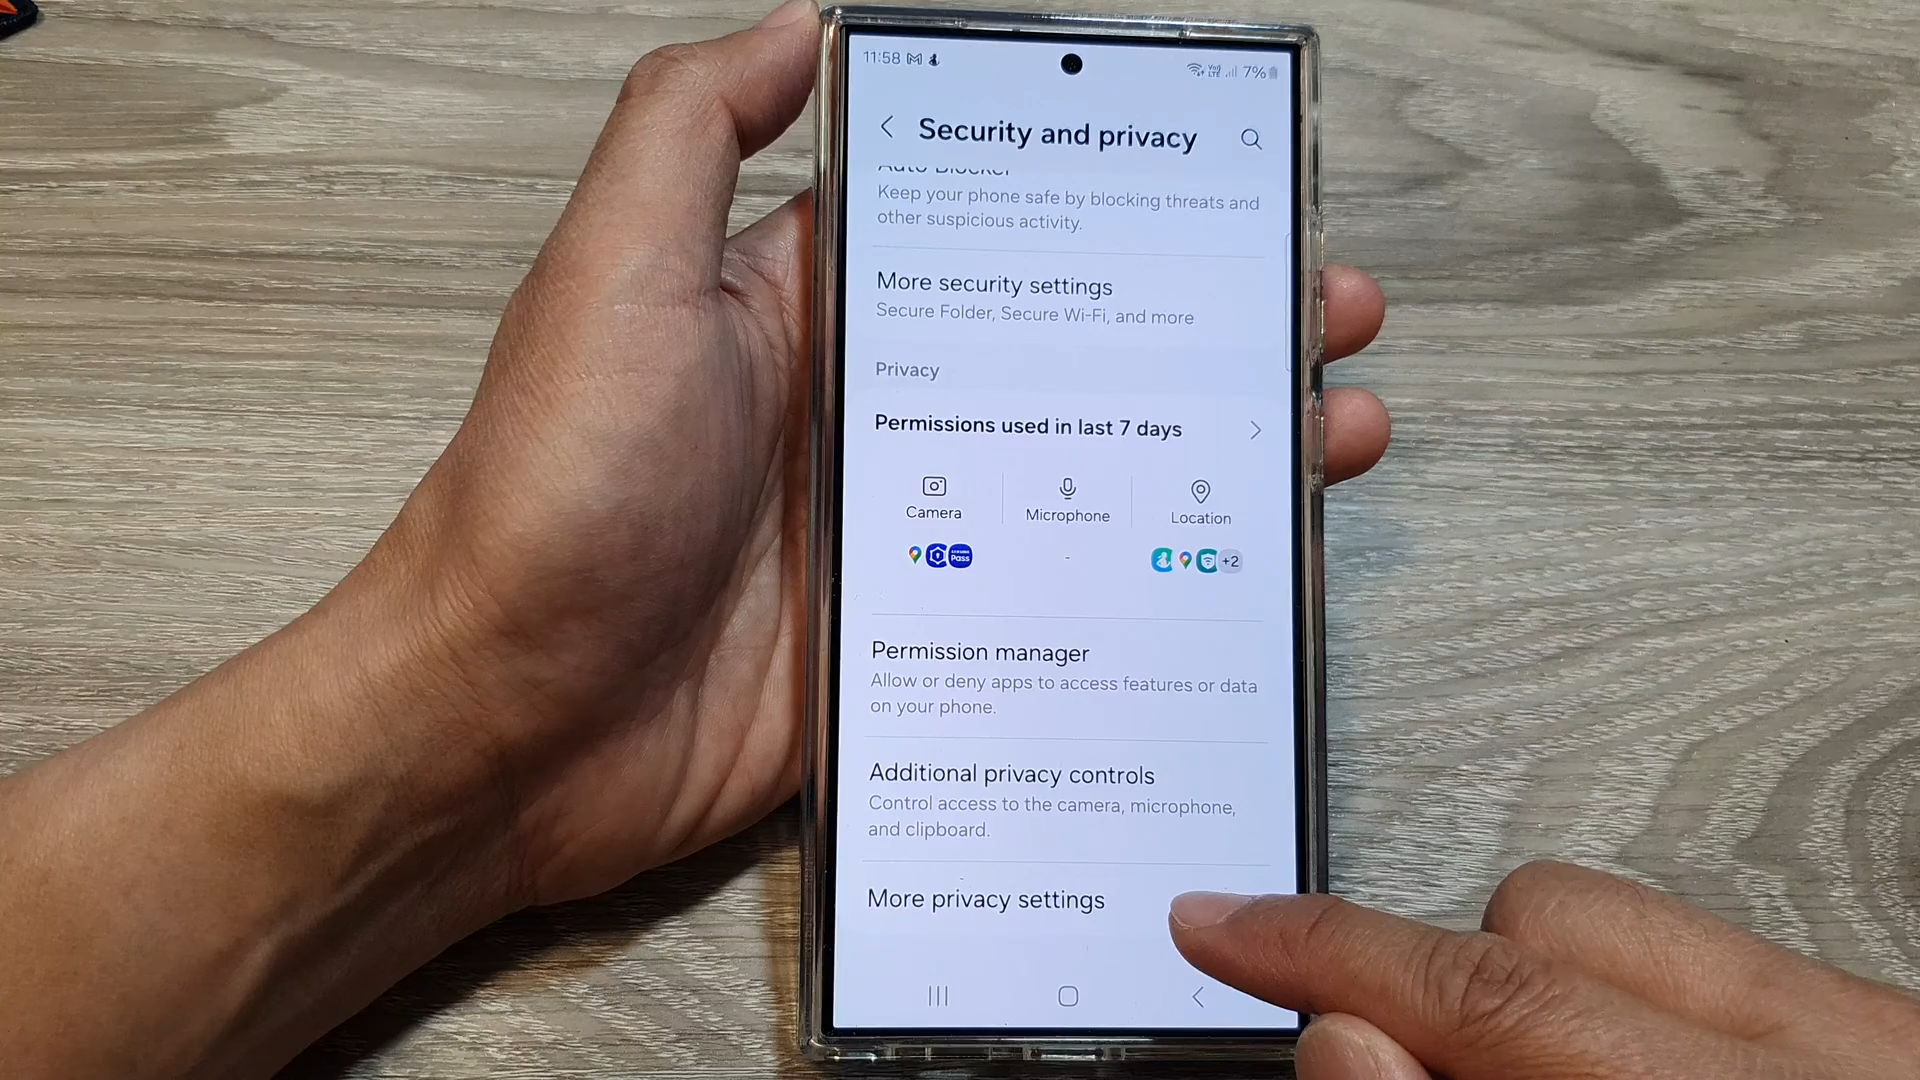 11:58
7%
Security and privacy
Auto Blocker
Keep your phone safe by blocking threats and
other suspicious activity.
More security settings
Secure Folder, Secure Wi-Fi, and more
Privacy
Permissions used in last 7 days
Camera
Microphone
Location
Pass
-
+2
Permission manager
Allow or deny apps to access features or data
on your phone.
Additional privacy controls
Control access to the camera, microphone,
and clipboard.
More privacy settings